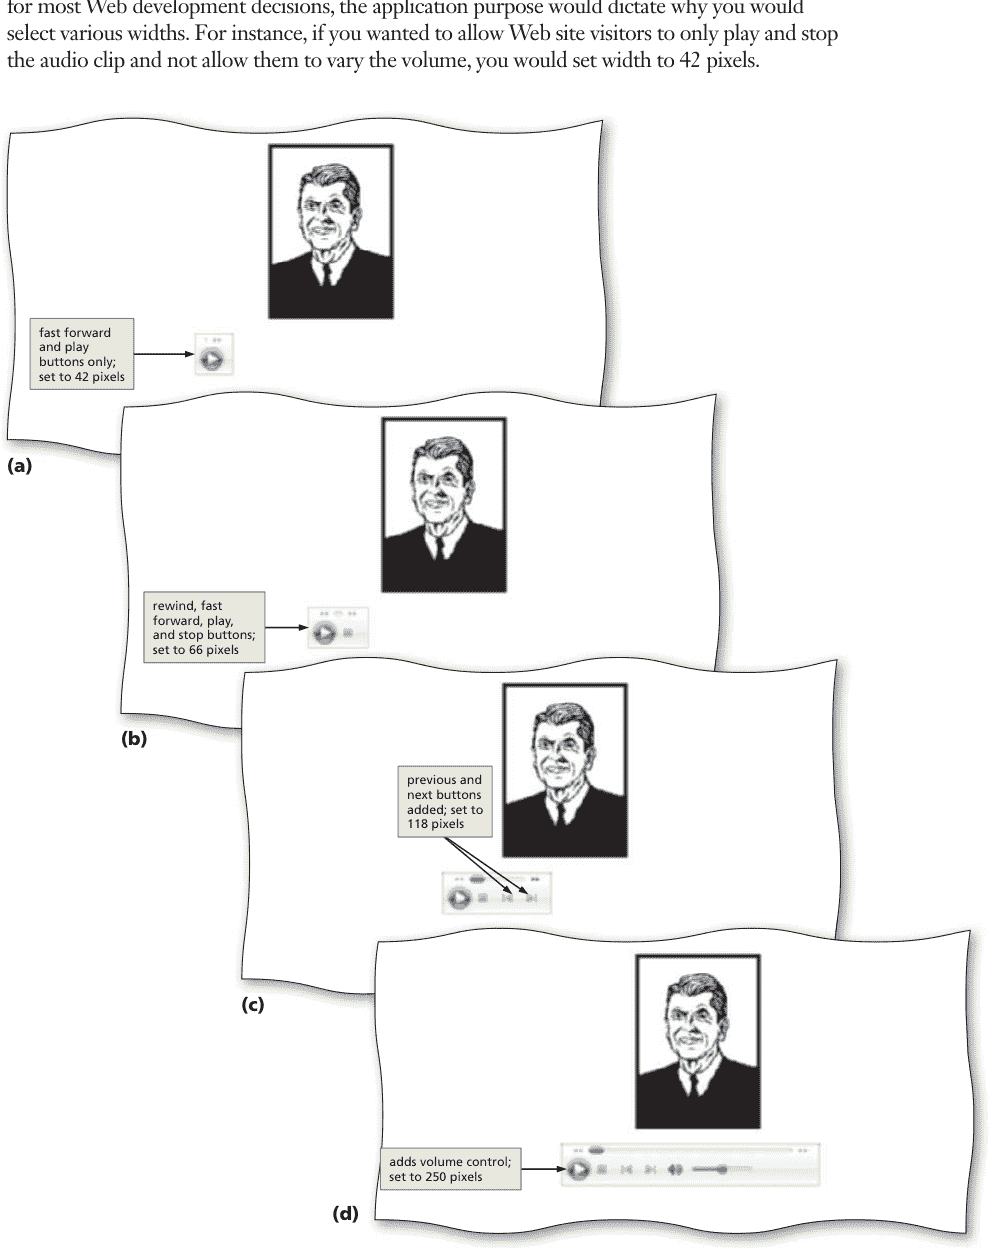 for most Web development decisions, the application purpose would dictate why you would
select various widths. For instance, if you wanted to allow Web site visitors to only play and stop
the audio clip and not allow them to vary the volume, you would set width to 42 pixels.
fast forward
and play
buttons only;
set to 42 pixels
(a)
rewind, fast
forward, play,
and stop buttons;
set to 66 pixels
(b)
previous and
next buttons
added; set to
118 pixels
(c)
adds volume control;
set to 250 pixels
(d)